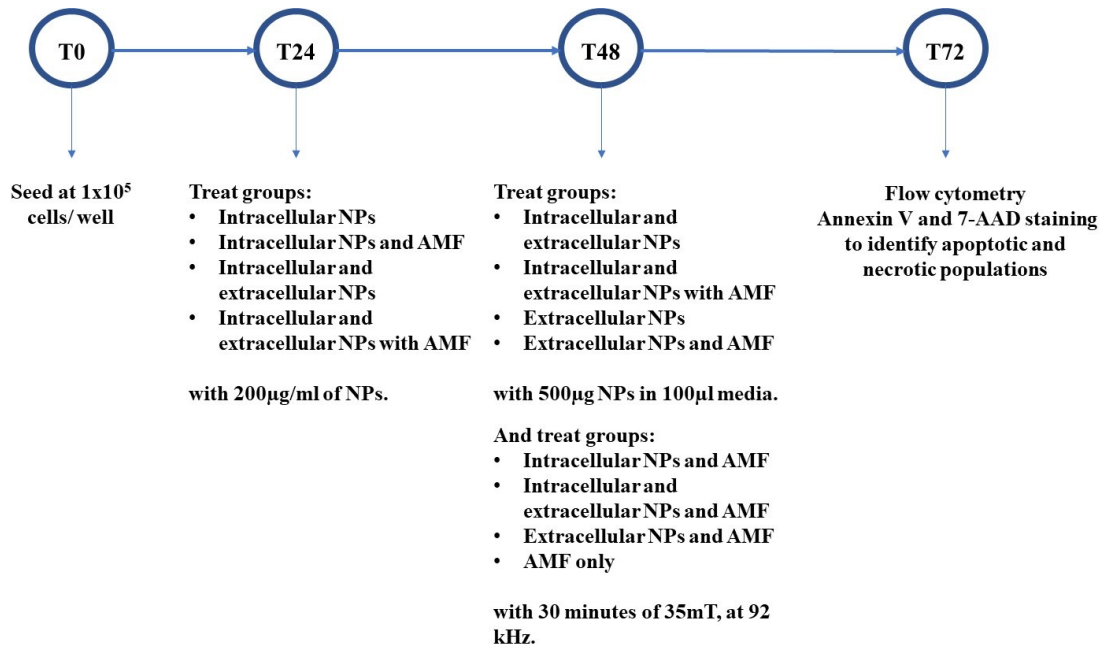 T0
T24
T48
T72
Seed at 1x10⁵
cells/ well
Treat groups:
• Intracellular NPs
• Intracellular NPs and AMF
• Intracellular and
extracellular NPs
• Intracellular and
extracellular NPs with AMF
with 200µg/ml of NPs.
Treat groups:
• Intracellular and
extracellular NPs
• Intracellular and
extracellular NPs with AMF
• Extracellular NPs
• Extracellular NPs and AMF
with 500µg NPs in 100µl media.
And treat groups:
• Intracellular NPs and AMF
• Intracellular and
extracellular NPs and AMF
• Extracellular NPs and AMF
• AMF only
with 30 minutes of 35mT, at 92
kHz.
Flow cytometry
Annexin V and 7-AAD staining
to identify apoptotic and
necrotic populations